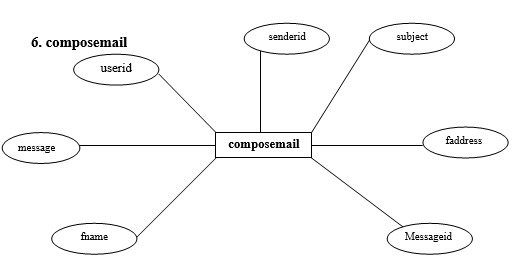 senderid
subject
6. composemail
userid
message
composemail
faddress
fname
Messageid